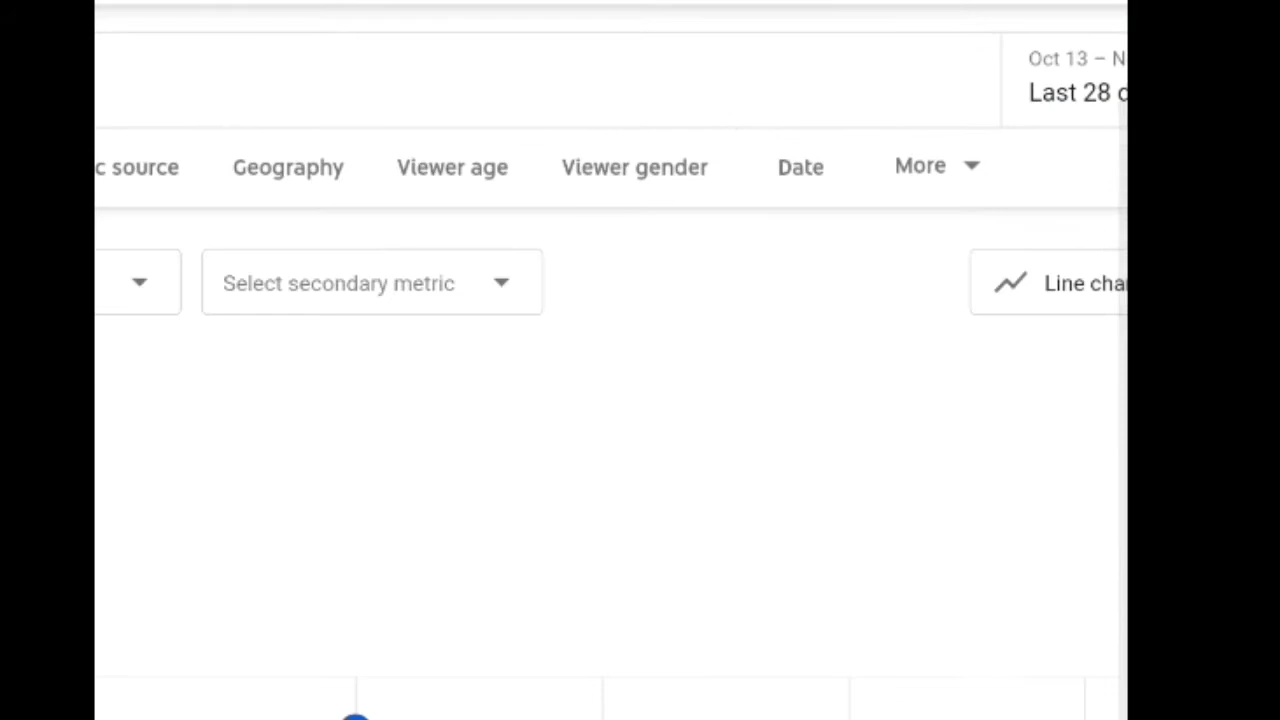 Oct 13 – N
Last 28 d
c source Geography Viewer age Viewer gender Date More
Select secondary metric Line cha